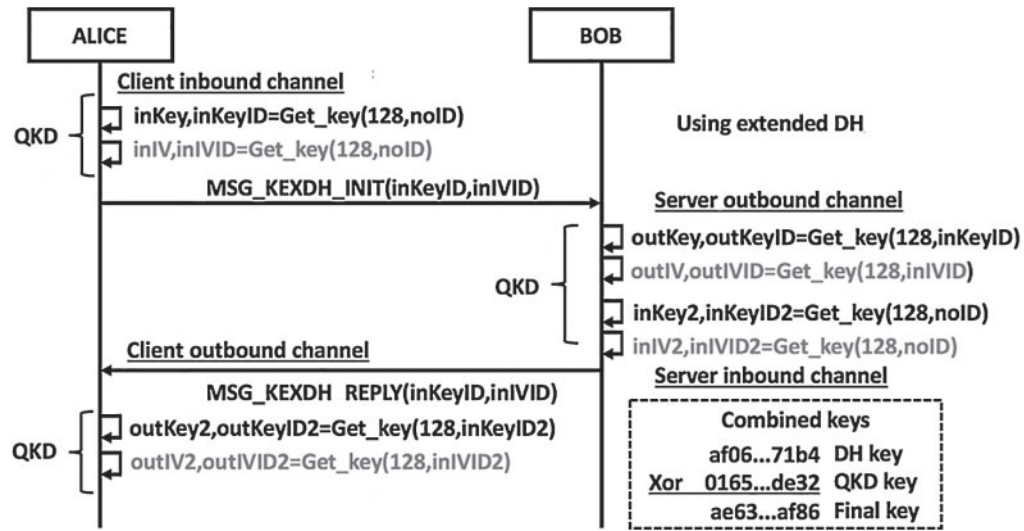 ALICE
BOB
Client inbound channel
QKD
inKey,inKeyID=Get_key(128,noID)
inIV,inIVID=Get_key(128,noID)
Using extended DH
MSG_KEXDH_INIT(inKeyID,inIVID)
Server outbound channel
QKD
outKey,outKeyID=Get_key(128,inKeyID)
outIV,outIVID=Get_key(128,inIVID)
inKey2,inKeyID2=Get_key(128,noID)
inIV2,inIVID2=Get_key(128,noID)
Client outbound channel
Server inbound channel
MSG_KEXDH REPLY(inKeyID,inIVID)
QKD
outKey2,outKeyID2=Get_key(128,inKeyID2)
outIV2,outIVID2=Get_key(128,inIVID2)
Combined keys
af06...71b4 DH key
Xor 0165...de32 QKD key
ae63...af86 Final key